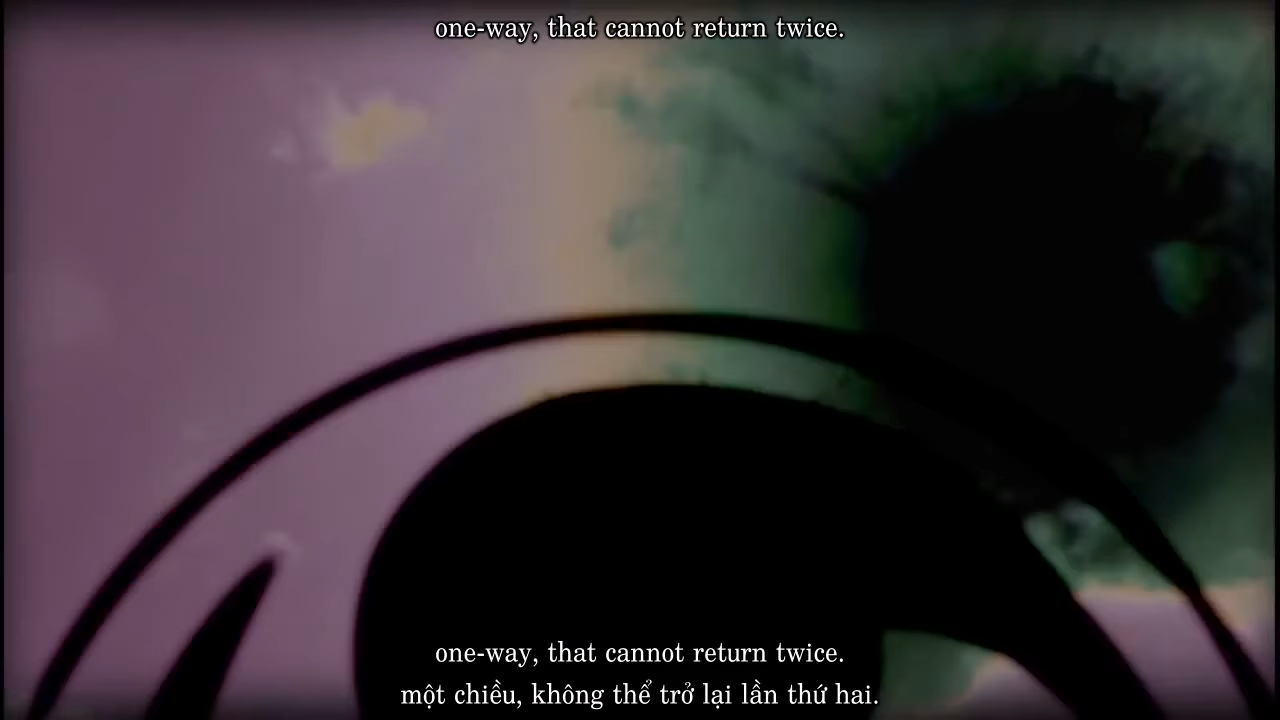 one-way, that cannot return twice.
one-way, that cannot return twice.
một chiều, không thể trở lại lần thứ hai.